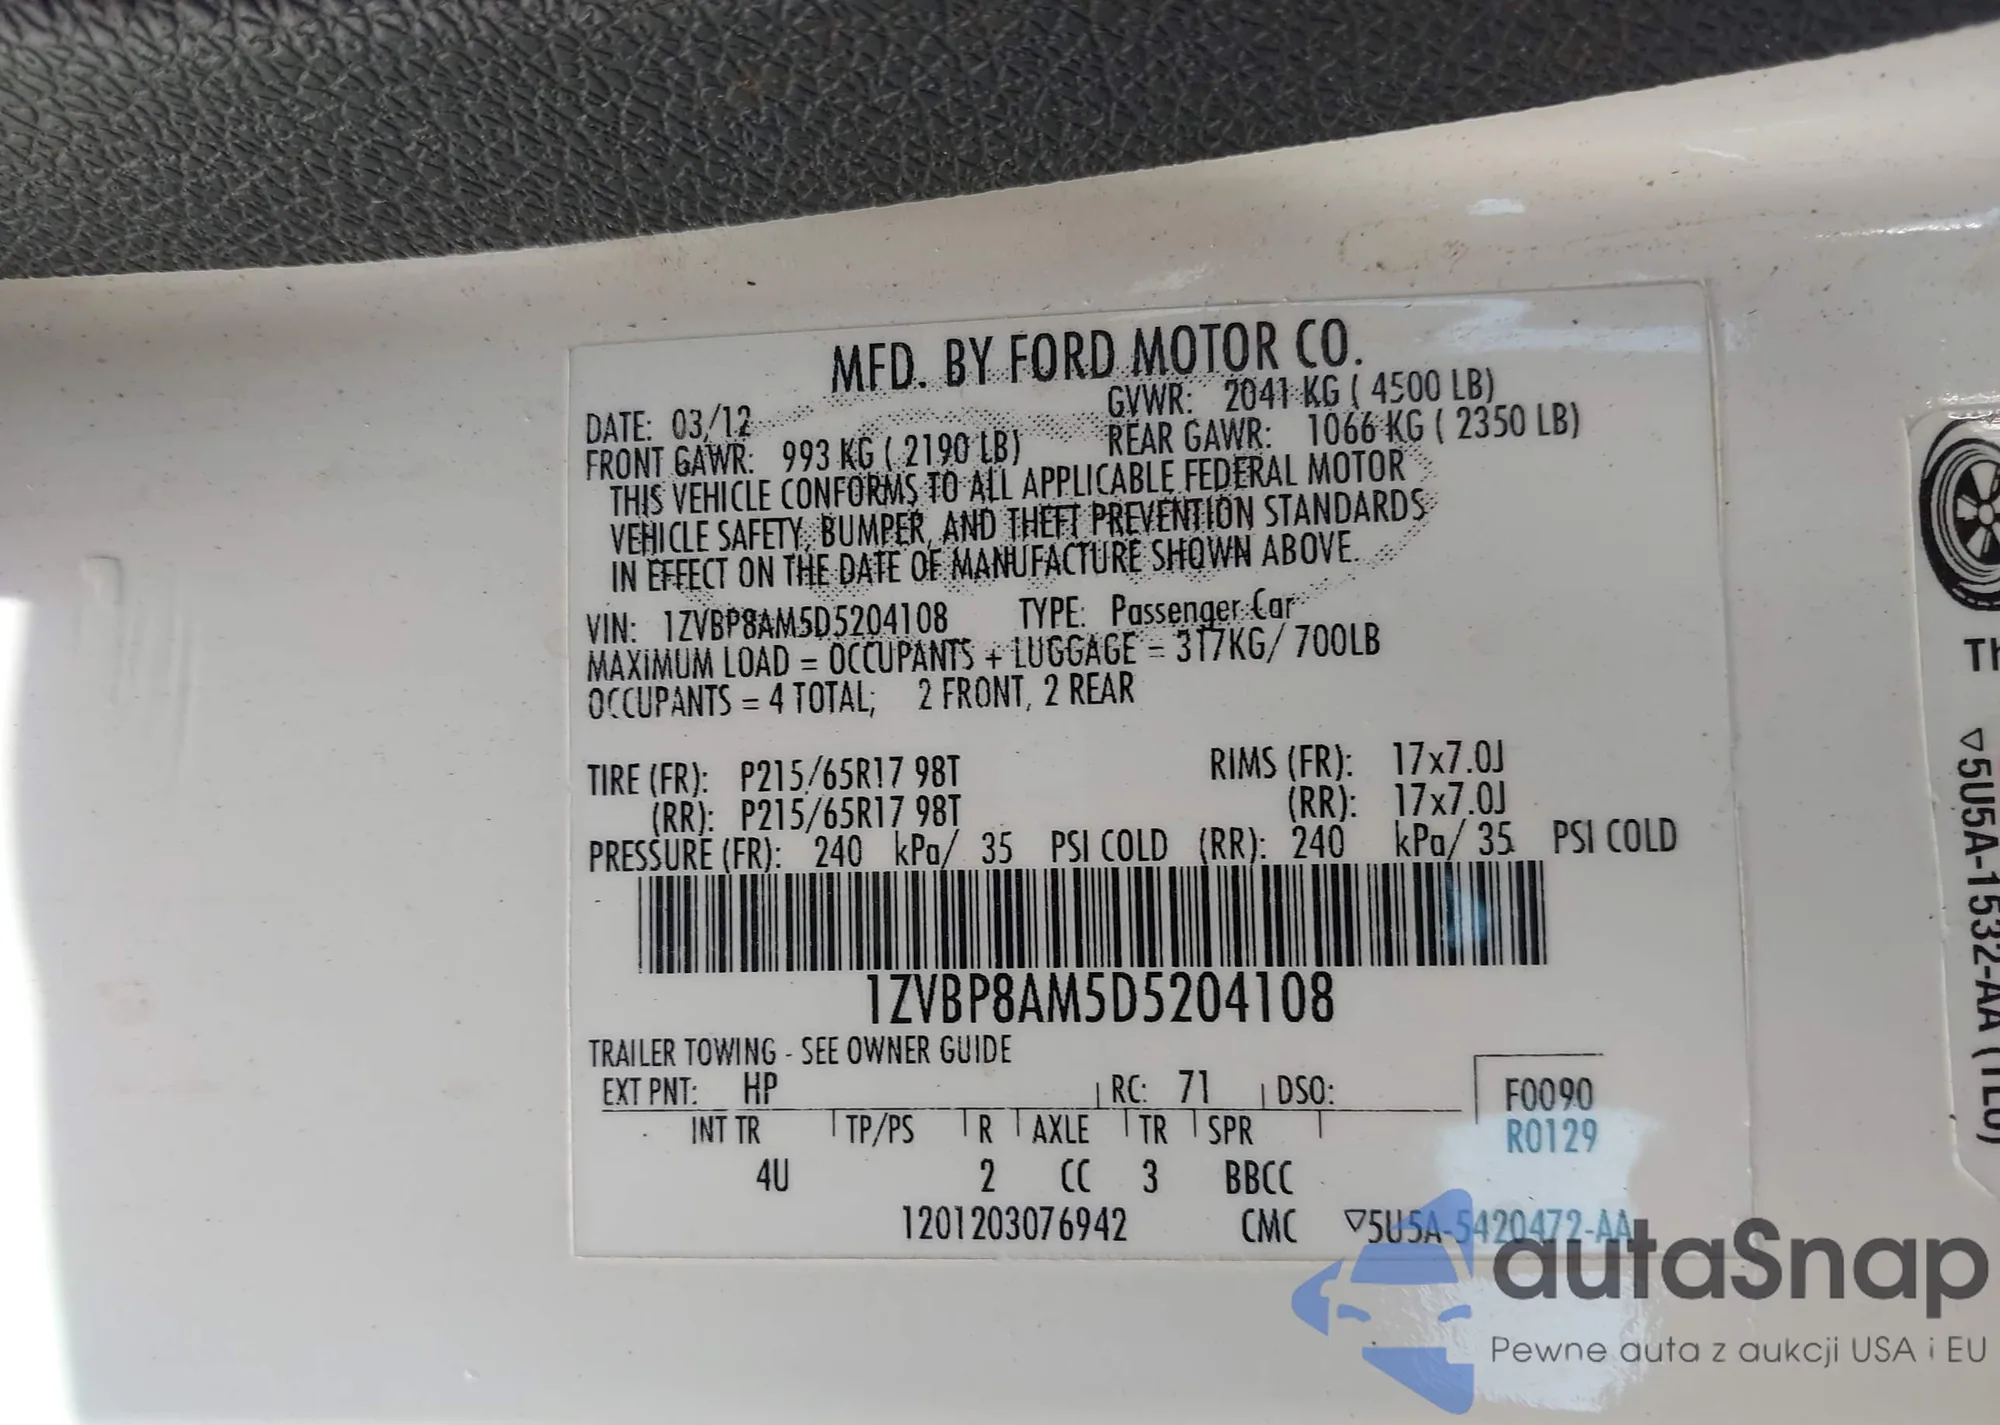 MFD. BY FORD MOTOR CO.
DATE: 03/12 GVWR: 2041 KG ( 4500 LB)
FRONT GAWR: 993 KG ( 2190 LB) REAR GAWR: 1066 KG ( 2350 LB)
THIS VEHICLE CONFORMS TO ALL APPLICABLE FEDERAL MOTOR
VEHICLE SAFETY, BUMPER, AND THEFT PREVENTION STANDARDS
IN EFFECT ON THE DATE OF MANUFACTURE SHOWN ABOVE.
VIN: 1ZVBP8AM5D5204108 TYPE: Passenger Car
MAXIMUM LOAD = OCCUPANTS + LUGGAGE = 317KG/ 700LB
OCCUPANTS = 4 TOTAL; 2 FRONT, 2 REAR
TIRE (FR): P215/65R17 98T RIMS (FR): 17x7.0J
(RR): P215/65R17 98T (RR): 17x7.0J
PRESSURE (FR): 240 kPa/ 35 PSI COLD (RR): 240 kPa/ 35 PSI COLD
1ZVBP8AM5D5204108
TRAILER TOWING - SEE OWNER GUIDE
EXT PNT: HP RC: 71 DSO: F0090
INT TR TP/PS R AXLE TR SPR R0129
4U 2 CC 3 BBCC
1201203076942 CMC ▽5U5A-5420472-AA
▽5U5A-1532-AA
autaSnap
Pewne auta z aukcji USA i EU